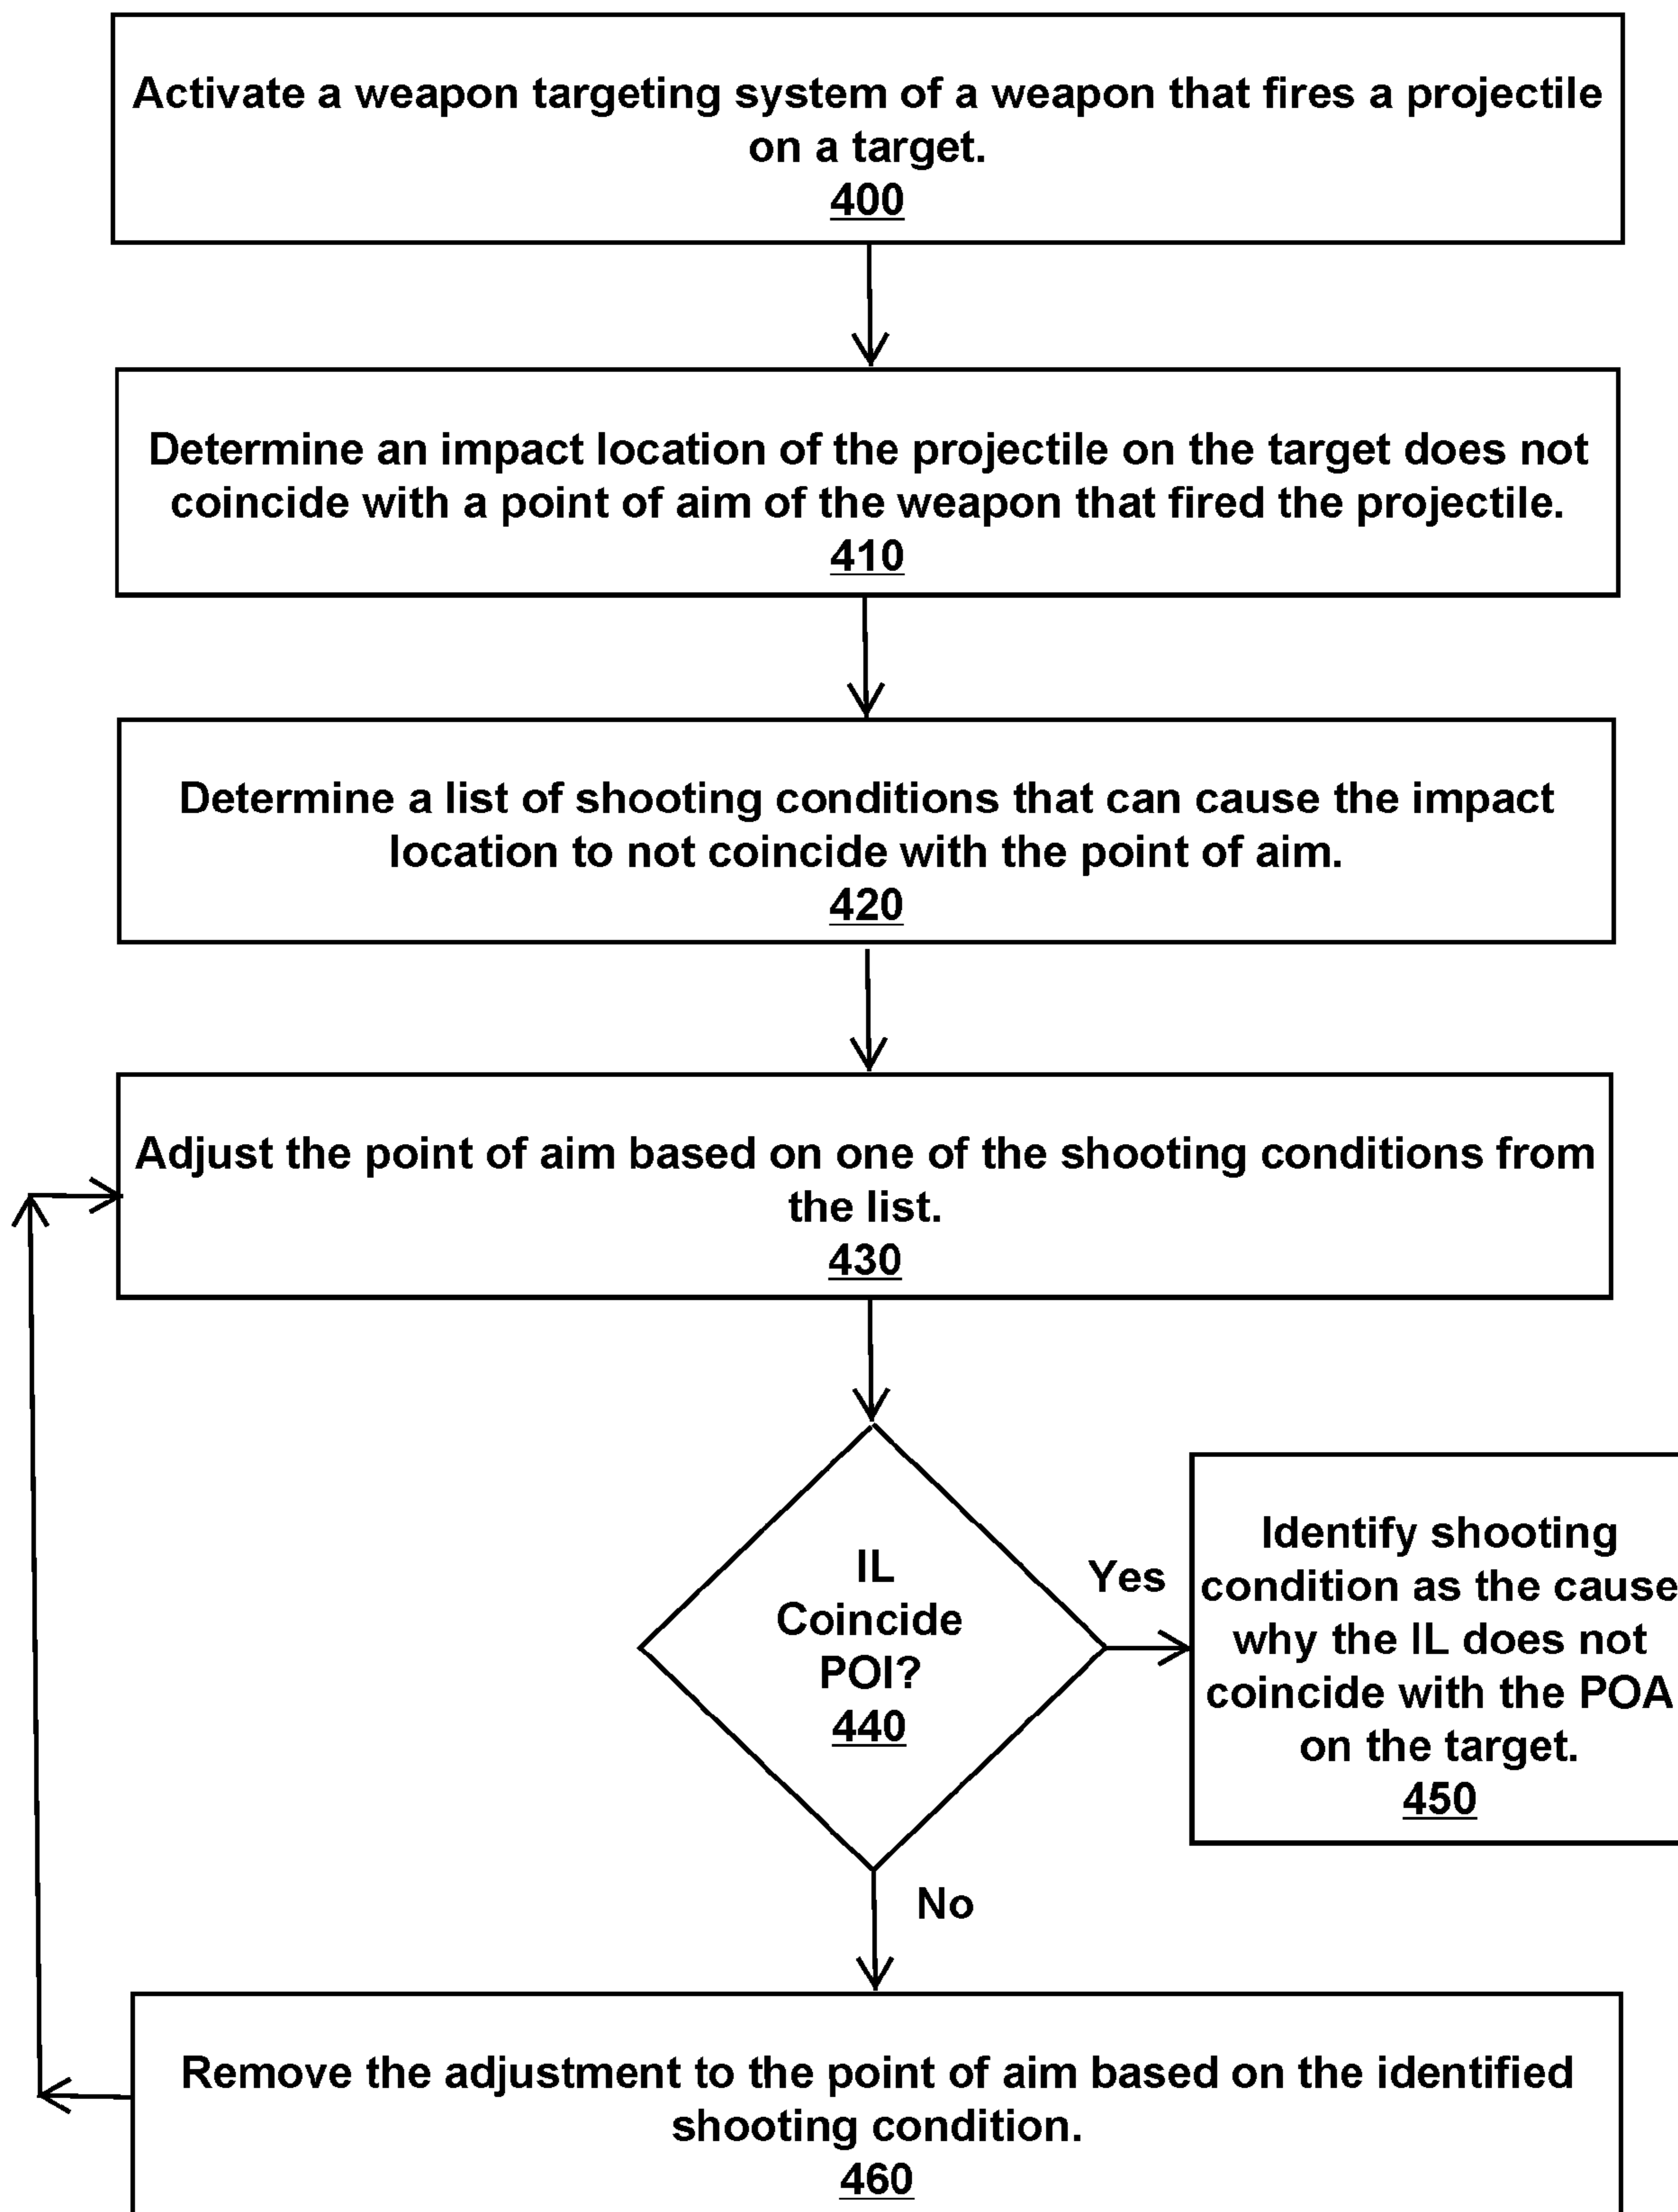 Activate a weapon targeting system of a weapon that fires a projectile
on a target.
400
Determine an impact location of the projectile on the target does not
coincide with a point of aim of the weapon that fired the projectile.
410
Determine a list of shooting conditions that can cause the impact
location to not coincide with the point of aim.
420
Adjust the point of aim based on one of the shooting conditions from
the list.
430
IL
Coincide
POI?
440
Yes
Identify shooting
condition as the cause
why the IL does not
coincide with the POA
on the target.
450
No
Remove the adjustment to the point of aim based on the identified
shooting condition.
460